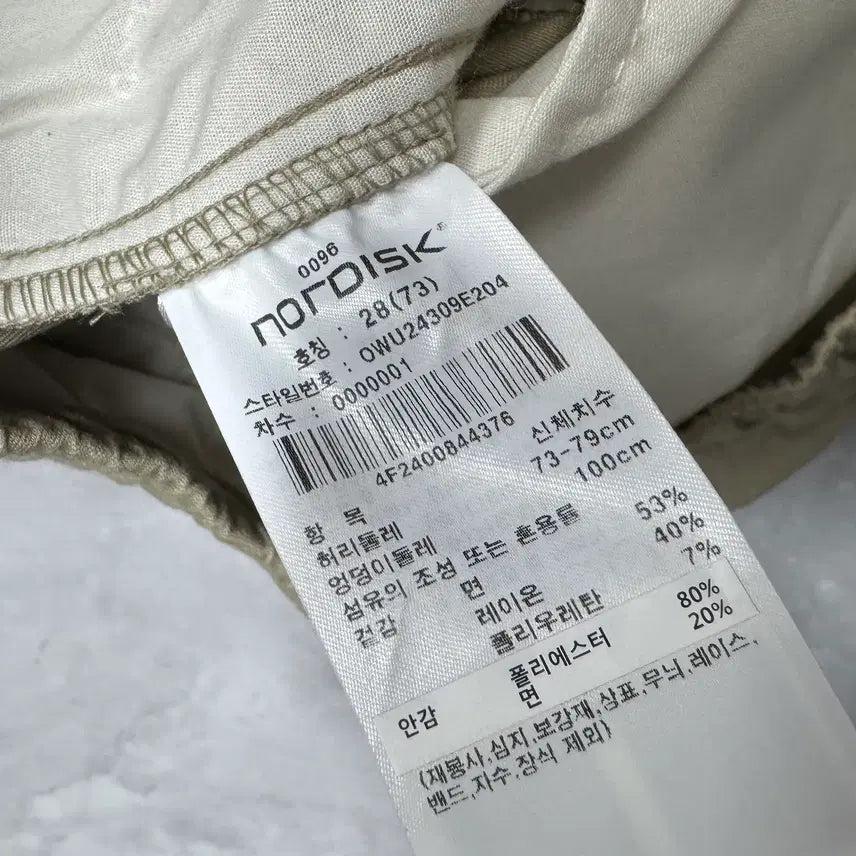 0096
nordisk®
호칭 : 28(73)
스타일번호 : OWU24309E204
차수 : 0000001
4F2400844376
항 목 신체치수
허리둘레 73-79cm
엉덩이둘레 100cm
섬유의 조성 또는 혼용률
겉감 면 53%
레이온 40%
폴리우레탄 7%
안감 폴리에스터 80%
면 20%
(재봉사,심지,보강재,상표,무늬,레이스,
밴드,자수,장식 제외)